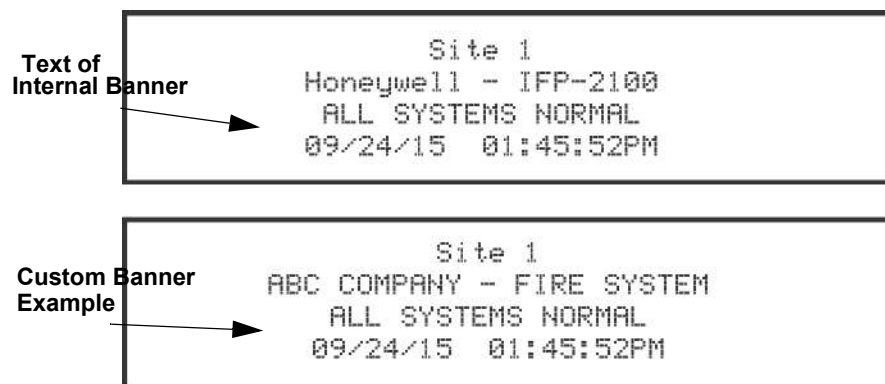 Text of
Internal Banner
Site 1
Honeywell - IFP-2100
ALL SYSTEMS NORMAL
09/24/15 01:45:52PM
Custom Banner
Example
Site 1
ABC COMPANY - FIRE SYSTEM
ALL SYSTEMS NORMAL
09/24/15 01:45:52PM